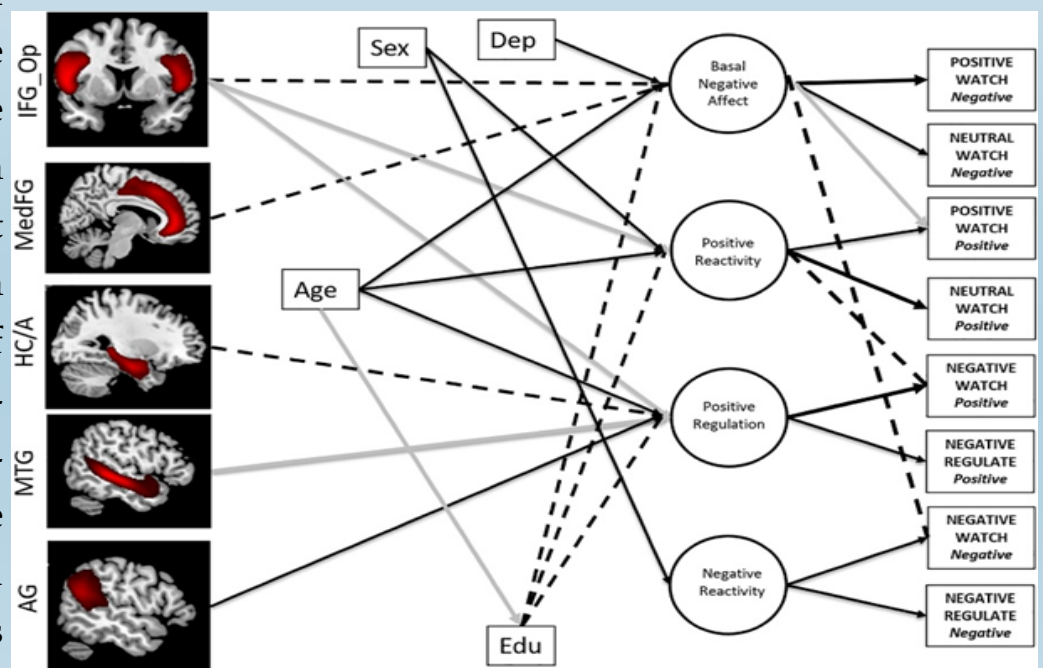 IFG_Op
MedFG
HC/A
MTG
AG
Sex
Dep
Age
Edu
Basal
Negative
Affect
Positive
Reactivity
Positive
Regulation
Negative
Reactivity
POSITIVE
WATCH
Negative
NEUTRAL
WATCH
Negative
POSITIVE
WATCH
Positive
NEUTRAL
WATCH
Positive
NEGATIVE
WATCH
Positive
NEGATIVE
REGULATE
Positive
NEGATIVE
WATCH
Negative
NEGATIVE
REGULATE
Negative